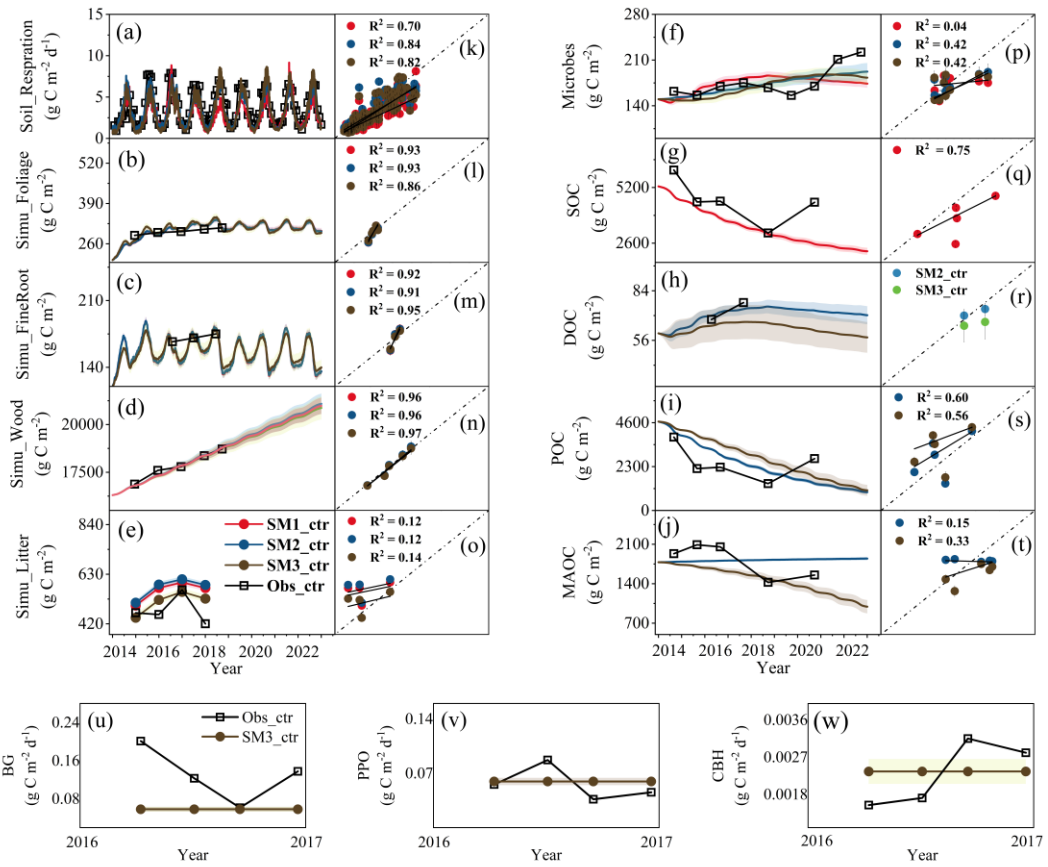 (a)
Soil_Respration
(g C m⁻² d⁻¹)
15
10
5
0
(k)
R² = 0.70
R² = 0.84
R² = 0.82
(b)
Simu_Foliage
(g C m⁻²)
520
390
260
(l)
R² = 0.93
R² = 0.93
R² = 0.86
(c)
Simu_FineRoot
(g C m⁻²)
210
140
(m)
R² = 0.92
R² = 0.91
R² = 0.95
(d)
Simu_Wood
(g C m⁻²)
20000
17500
(n)
R² = 0.96
R² = 0.96
R² = 0.97
(e)
Simu_Litter
(g C m⁻²)
840
630
420
SM1_ctr
SM2_ctr
SM3_ctr
Obs_ctr
(o)
R² = 0.12
R² = 0.12
R² = 0.14
2014 2016 2018 2020 2022
Year
(f)
Microbes
(g C m⁻²)
280
210
140
(p)
R² = 0.04
R² = 0.42
R² = 0.42
(g)
SOC
(g C m⁻²)
5200
2600
(q)
R² = 0.75
(h)
DOC
(g C m⁻²)
84
56
(r)
SM2_ctr
SM3_ctr
(i)
POC
(g C m⁻²)
4600
2300
0
(s)
R² = 0.60
R² = 0.56
(j)
MAOC
(g C m⁻²)
2100
1400
700
(t)
R² = 0.15
R² = 0.33
2014 2016 2018 2020 2022
Year
(u)
BG
(g C m⁻² d⁻¹)
0.24
0.16
0.08
Obs_ctr
SM3_ctr
2016 2017
Year
(v)
PPO
(g C m⁻² d⁻¹)
0.14
0.07
2016 2017
Year
(w)
CBH
(g C m⁻² d⁻¹)
0.0036
0.0027
0.0018
2016 2017
Year